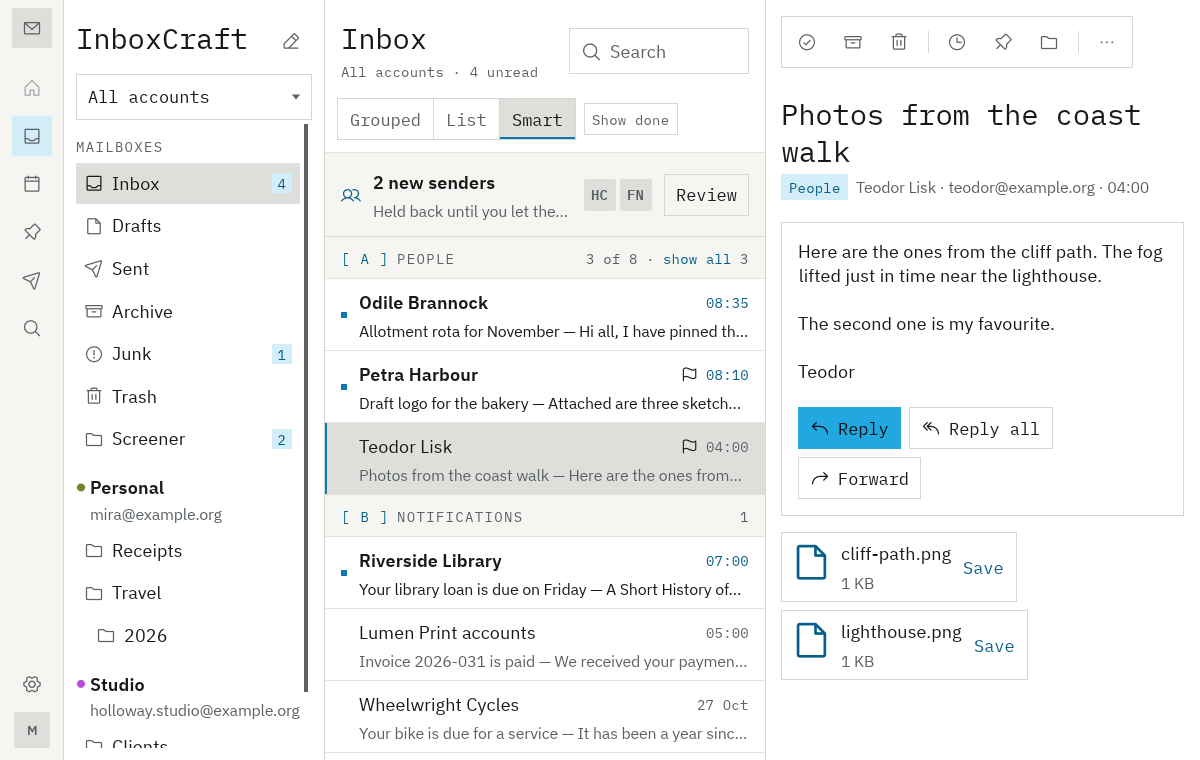 InboxCraft
All accounts
MAILBOXES
Inbox 4
Drafts
Sent
Archive
Junk 1
Trash
Screener 2
Personal
mira@example.org
Receipts
Travel
2026
Studio
holloway.studio@example.org
Clients
M
Inbox
All accounts · 4 unread
Search
Grouped List Smart Show done
2 new senders
Held back until you let the...
HC FN Review
[ A ] PEOPLE 3 of 8 · show all 3
Odile Brannock 08:35
Allotment rota for November — Hi all, I have pinned th...
Petra Harbour 08:10
Draft logo for the bakery — Attached are three sketch...
Teodor Lisk 04:00
Photos from the coast walk — Here are the ones from...
[ B ] NOTIFICATIONS 1
Riverside Library 07:00
Your library loan is due on Friday — A Short History of...
Lumen Print accounts 05:00
Invoice 2026-031 is paid — We received your paymen...
Wheelwright Cycles 27 Oct
Your bike is due for a service — It has been a year sinc...
Photos from the coast
walk
People Teodor Lisk · teodor@example.org · 04:00
Here are the ones from the cliff path. The fog
lifted just in time near the lighthouse.
The second one is my favourite.
Teodor
Reply Reply all
Forward
cliff-path.png
1 KB
Save
lighthouse.png
1 KB
Save